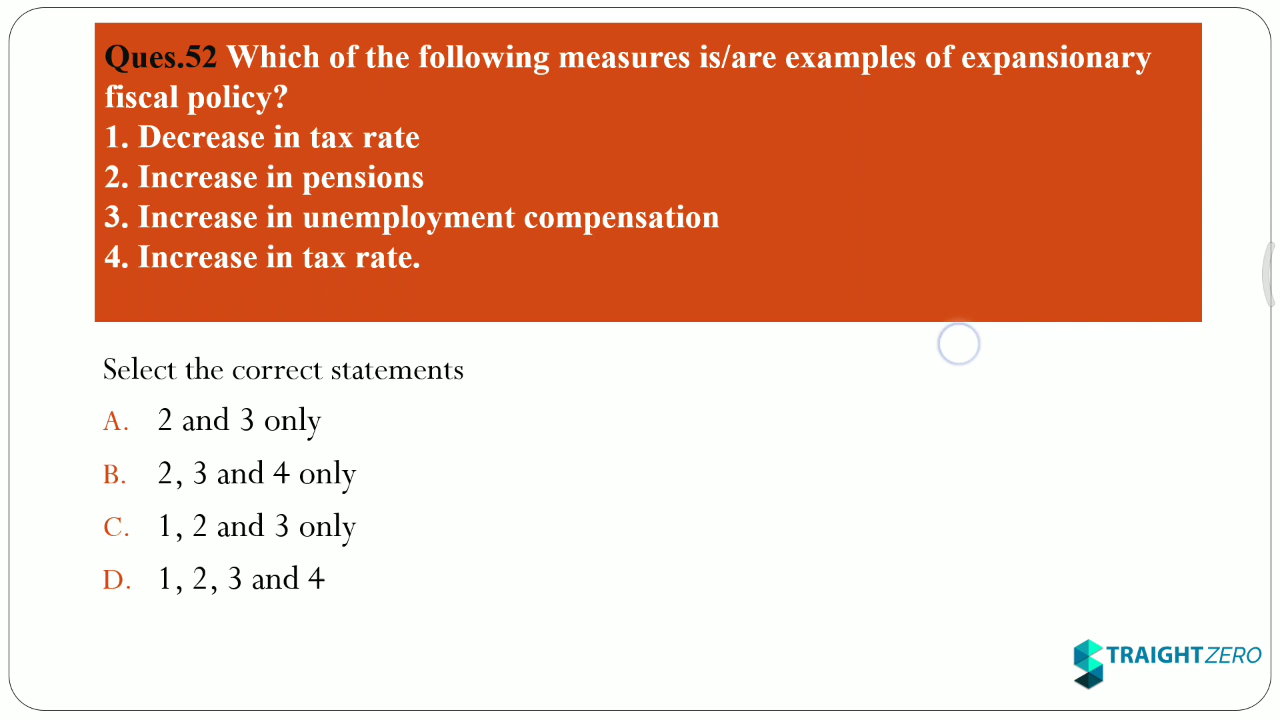 Ques.52 Which of the following measures is/are examples of expansionary
fiscal policy?
1. Decrease in tax rate
2. Increase in pensions
3. Increase in unemployment compensation
4. Increase in tax rate.
Select the correct statements
A. 2 and 3 only
B. 2, 3 and 4 only
C. 1, 2 and 3 only
D. 1, 2, 3 and 4
STRAIGHTZERO